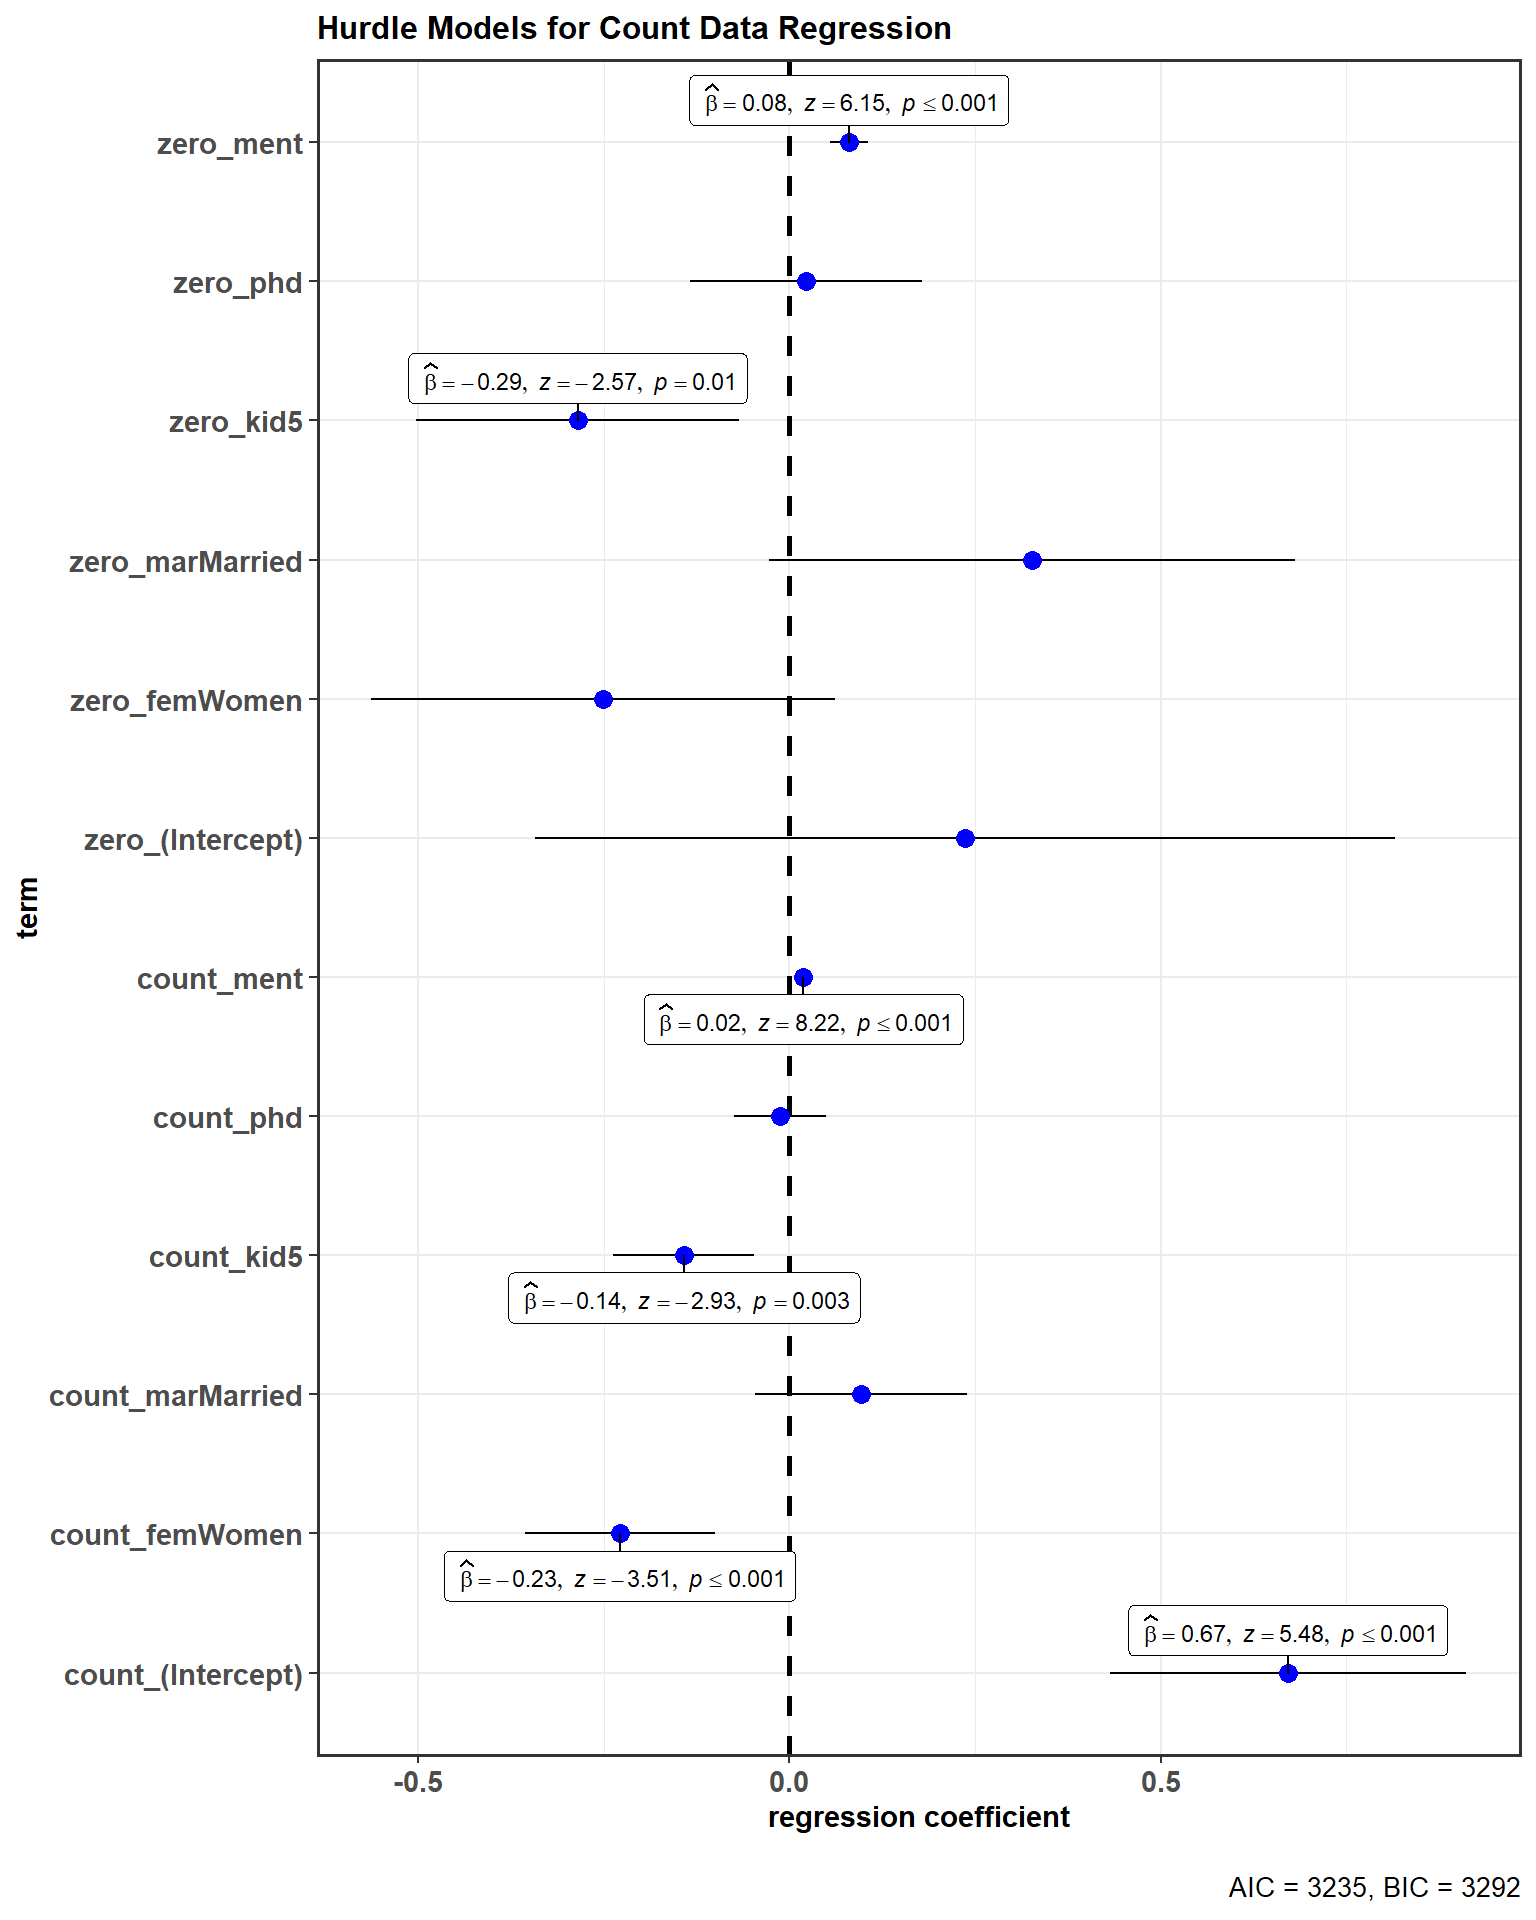 Hurdle Models for Count Data Regression
β̂ = 0.08, z = 6.15, p ≤ 0.001
zero_ment
zero_phd
β̂ = −0.29, z = −2.57, p = 0.01
zero_kid5
zero_marMarried
zero_femWomen
zero_(Intercept)
term
count_ment
β̂ = 0.02, z = 8.22, p ≤ 0.001
count_phd
count_kid5
β̂ = −0.14, z = −2.93, p = 0.003
count_marMarried
count_femWomen
β̂ = −0.23, z = −3.51, p ≤ 0.001
β̂ = 0.67, z = 5.48, p ≤ 0.001
count_(Intercept)
-0.5 0.0 0.5
regression coefficient
AIC = 3235, BIC = 3292